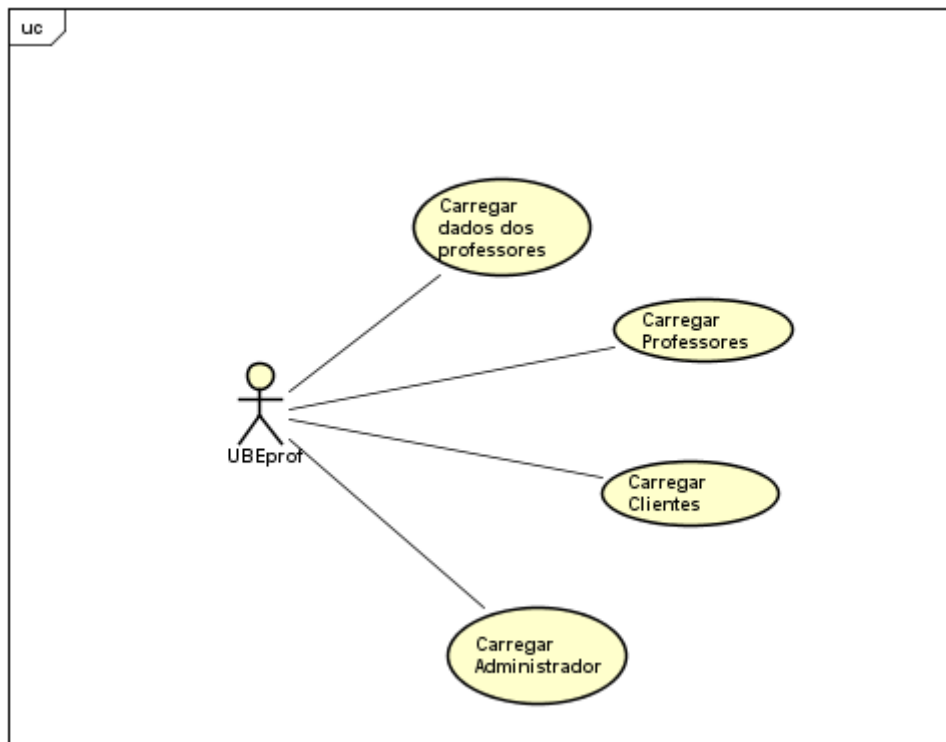 uc
Carregar
dados dos
professores
Carregar
Professores
UBEprof
Carregar
Clientes
Carregar
Administrador